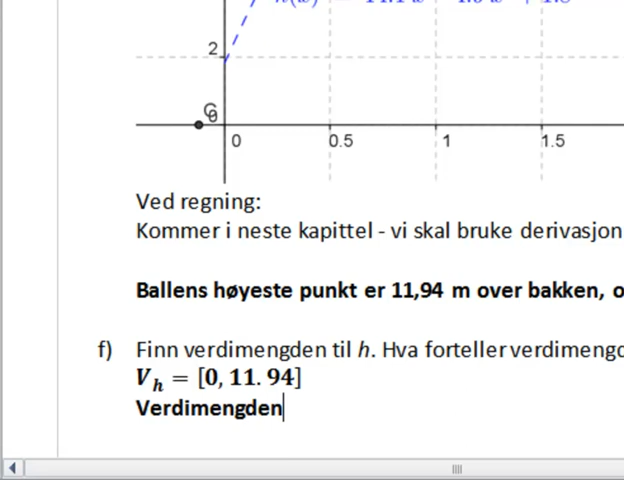 2
G
0
0.5
1
1.5
Ved regning:
Kommer i neste kapittel - vi skal bruke derivasjon
Ballens høyeste punkt er 11,94 m over bakken, o
f) Finn verdimengden til h. Hva forteller verdimengd
V_h = [0, 11. 94]
Verdimengden